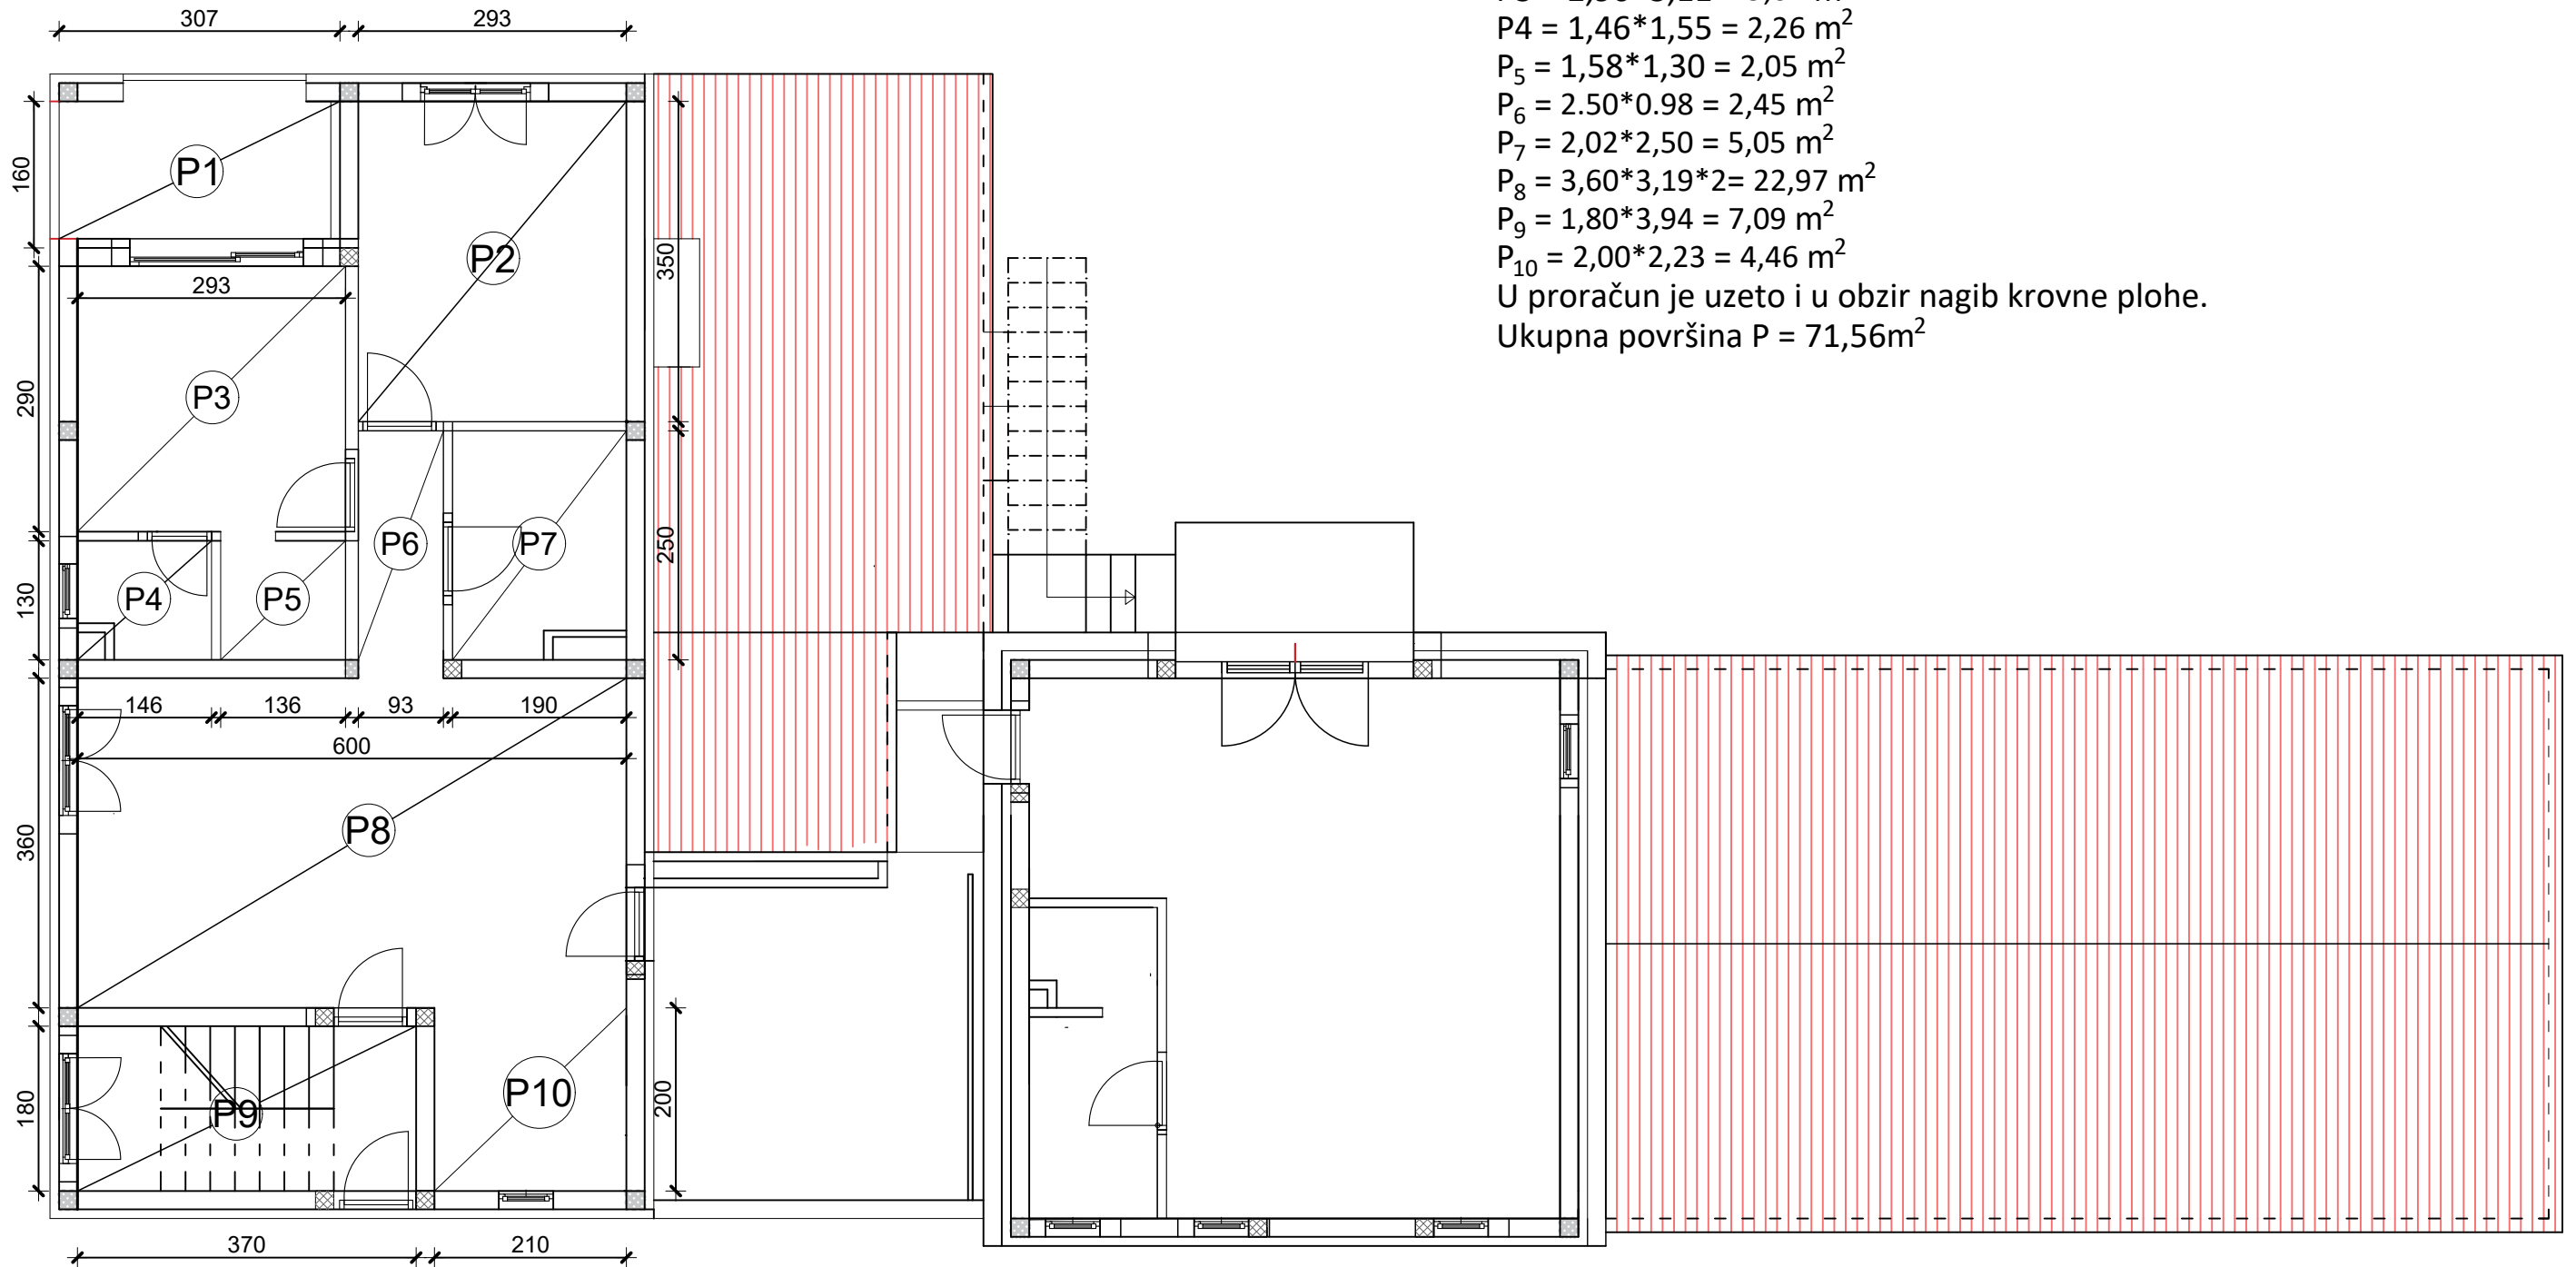 307
293
P4 = 1,46*1,55 = 2,26 m²
P₅ = 1,58*1,30 = 2,05 m²
P₆ = 2.50*0.98 = 2,45 m²
P₇ = 2,02*2,50 = 5,05 m²
P₈ = 3,60*3,19*2= 22,97 m²
P₉ = 1,80*3,94 = 7,09 m²
P₁₀ = 2,00*2,23 = 4,46 m²
U proračun je uzeto i u obzir nagib krovne plohe.
Ukupna površina P = 71,56m²
160
P1
P2
350
293
290
P3
P6
P7
250
130
P4
P5
146
136
93
190
600
360
P8
180
P9
P10
200
370
210